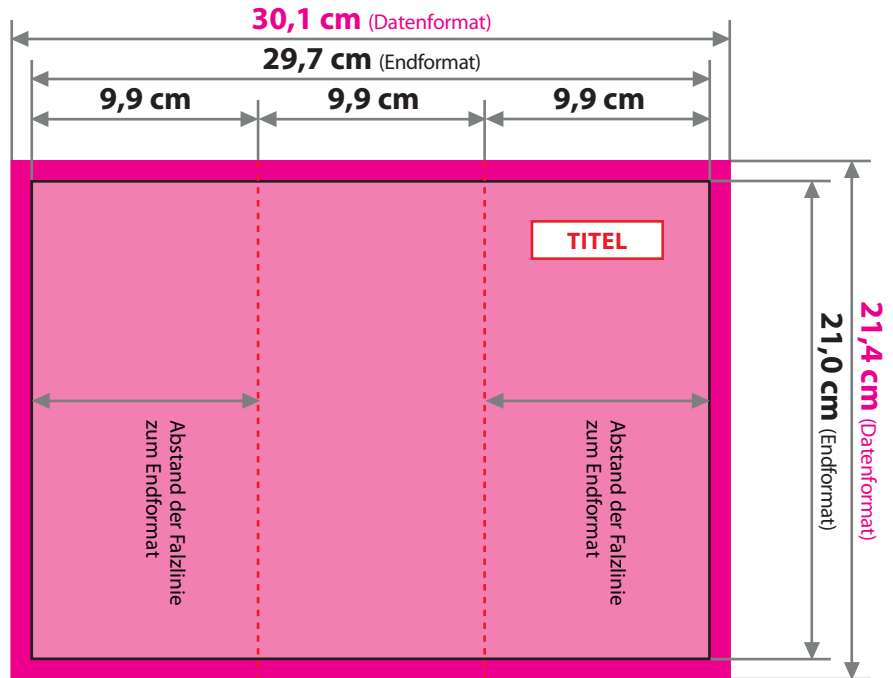 30,1 cm (Datenformat)
29,7 cm (Endformat)
9,9 cm
9,9 cm
9,9 cm
TITEL
21,0 cm (Endformat)
21,4 cm (Datenformat)
Abstand der Falzlinie
zum Endformat
Abstand der Falzlinie
zum Endformat